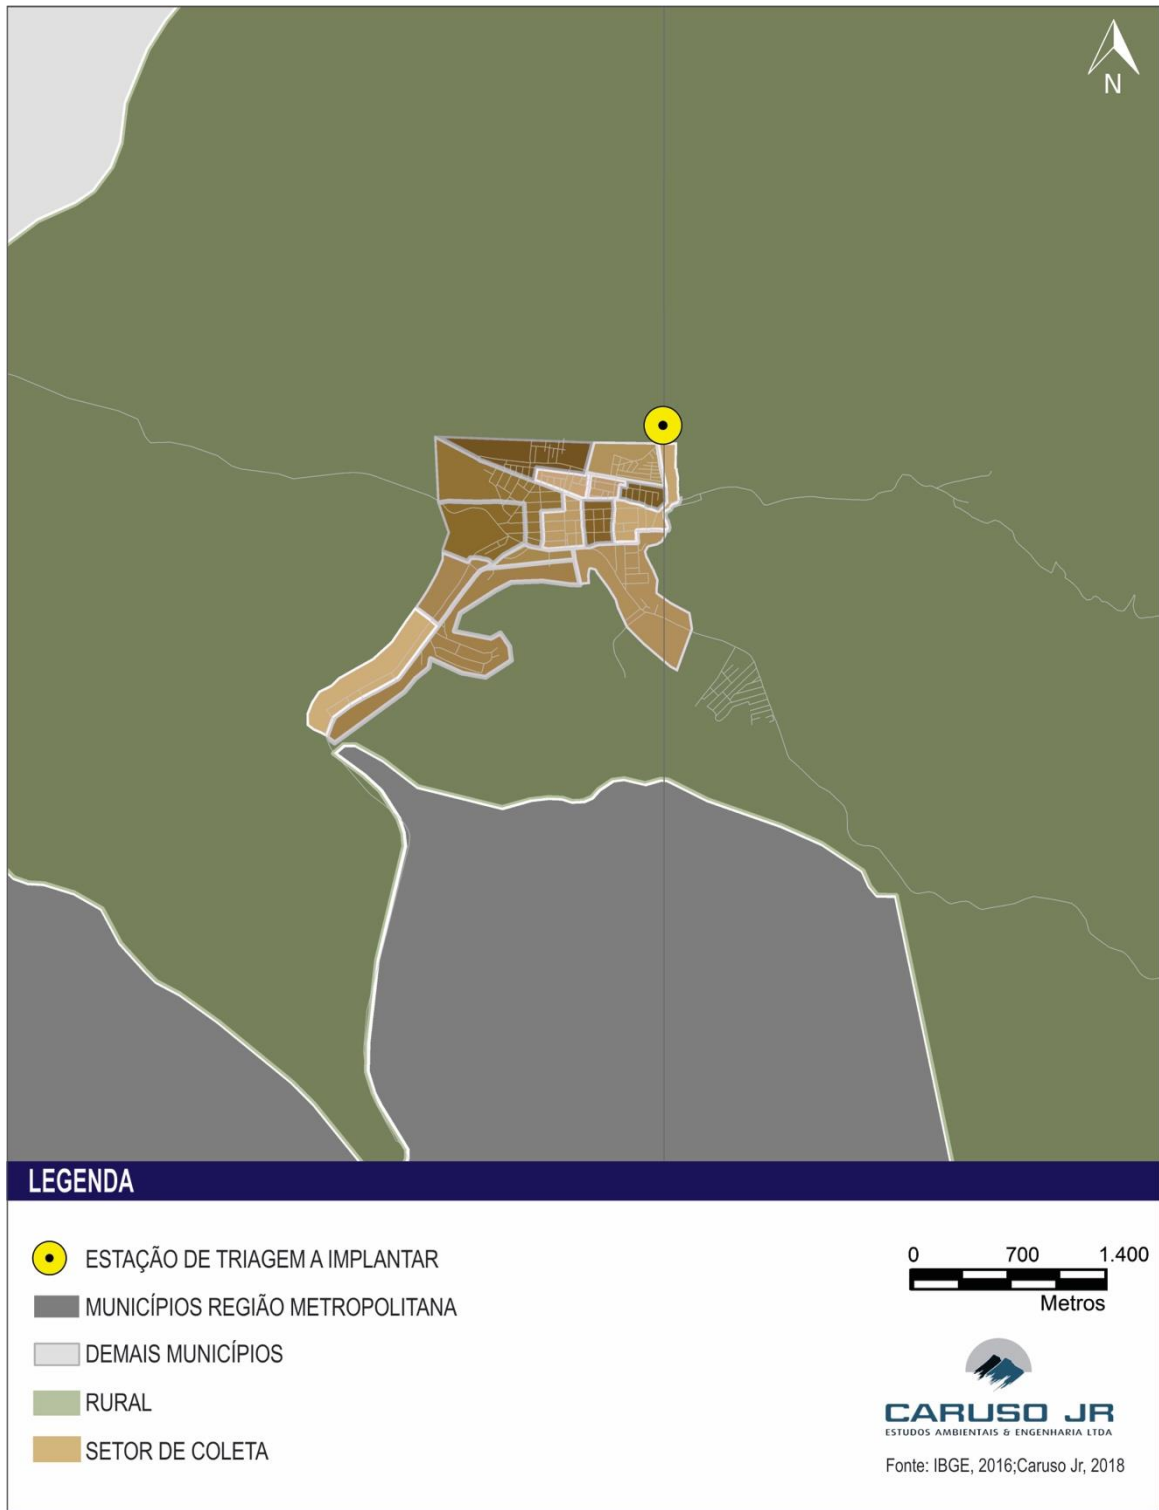 N
LEGENDA
ESTAÇÃO DE TRIAGEM A IMPLANTAR
MUNICÍPIOS REGIÃO METROPOLITANA
DEMAIS MUNICÍPIOS
RURAL
SETOR DE COLETA
0 700 1.400
Metros
CARUSO JR
ESTUDOS AMBIENTAIS & ENGENHARIA LTDA
Fonte: IBGE, 2016;Caruso Jr, 2018